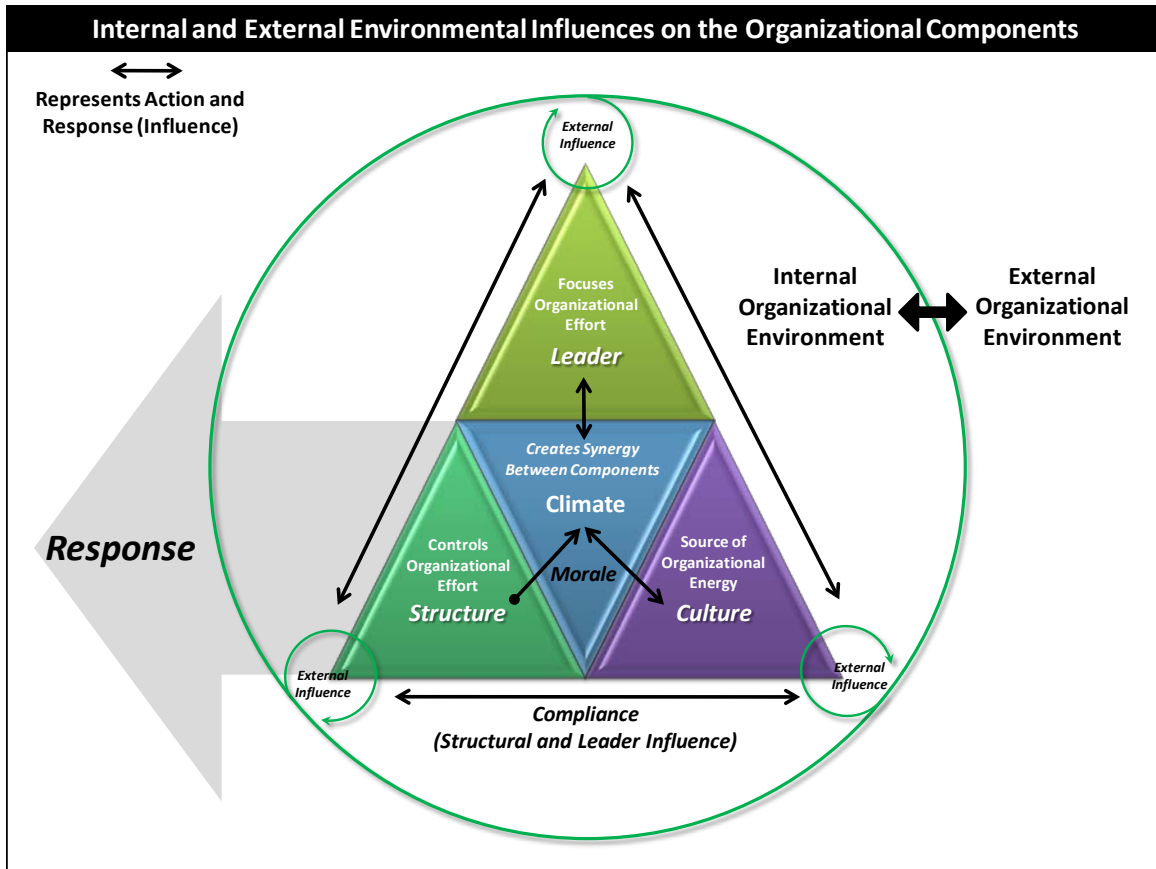 Internal and External Environmental Influences on the Organizational Components
Represents Action and
Response (Influence)
External
Influence
Internal
Organizational
Environment
External
Organizational
Environment
Focuses
Organizational
Effort
Leader
Creates Synergy
Between Components
Climate
Response
Controls
Organizational
Effort
Structure
Morale
Source of
Organizational
Energy
Culture
External
Influence
External
Influence
Compliance
(Structural and Leader Influence)